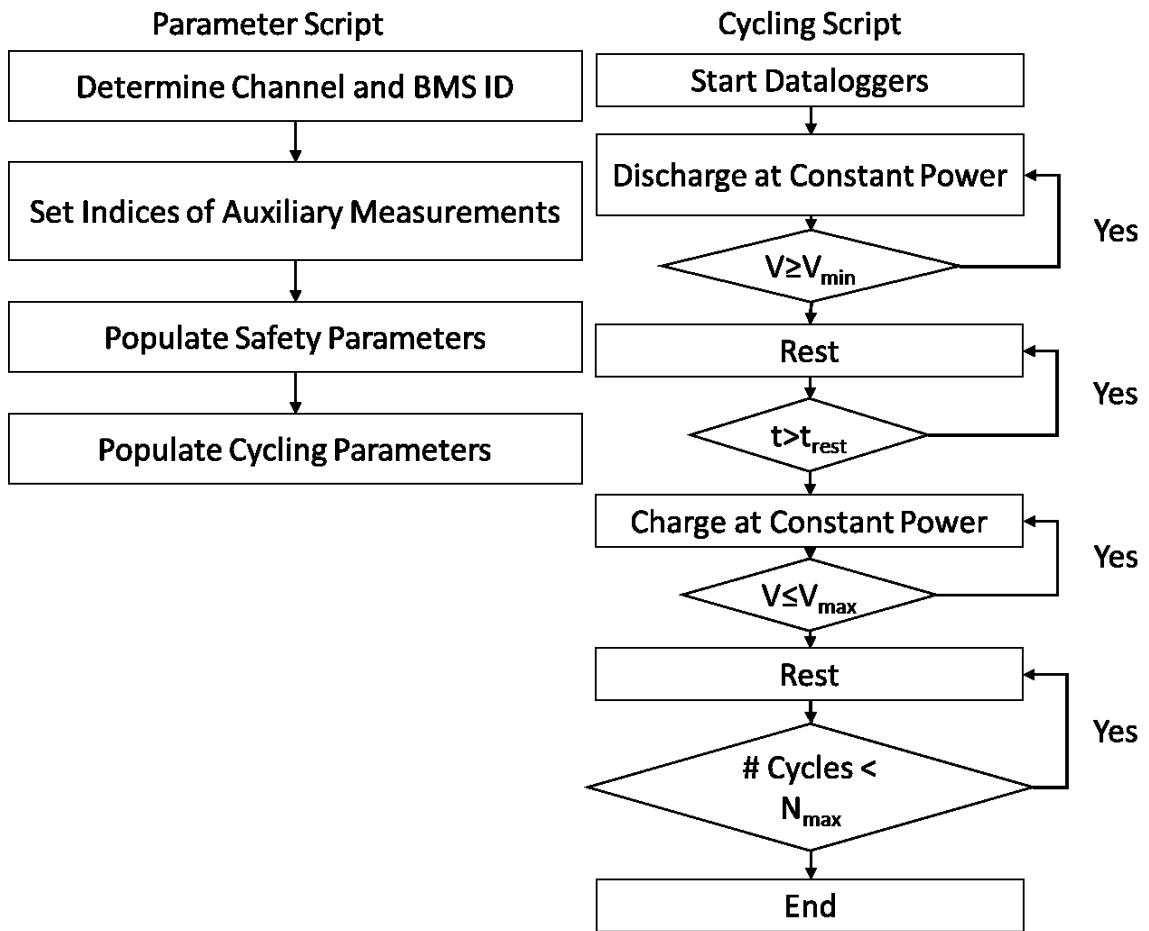 Parameter Script
Determine Channel and BMS ID
Set Indices of Auxiliary Measurements
Populate Safety Parameters
Populate Cycling Parameters
Cycling Script
Start Dataloggers
Discharge at Constant Power
Yes
V≥Vmin
Rest
Yes
t>trest
Charge at Constant Power
Yes
V≤Vmax
Rest
Yes
# Cycles <
Nmax
End